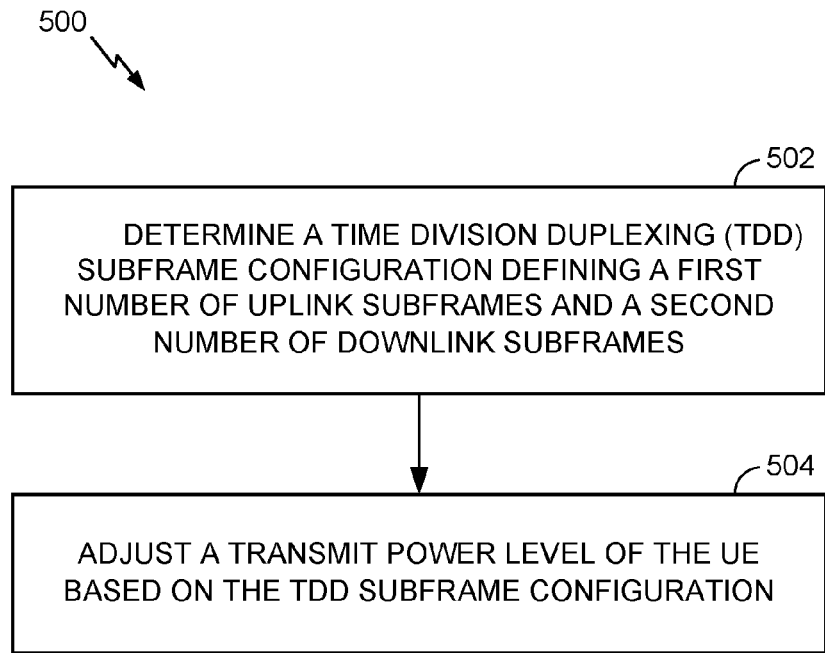 500
502
DETERMINE A TIME DIVISION DUPLEXING (TDD)
SUBFRAME CONFIGURATION DEFINING A FIRST
NUMBER OF UPLINK SUBFRAMES AND A SECOND
NUMBER OF DOWNLINK SUBFRAMES
504
ADJUST A TRANSMIT POWER LEVEL OF THE UE
BASED ON THE TDD SUBFRAME CONFIGURATION